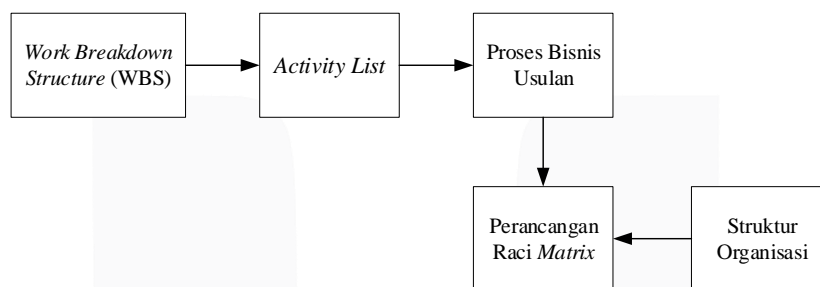 Work Breakdown
Structure (WBS)
Activity List
Proses Bisnis
Usulan
Perancangan
Raci Matrix
Struktur
Organisasi